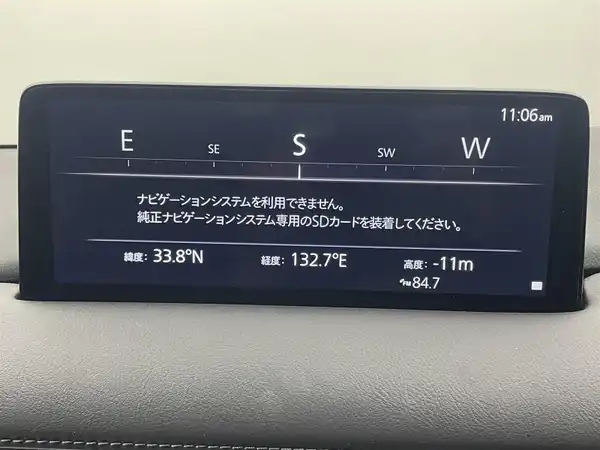 11:06am
E SE S SW W
ナビゲーションシステムを利用できません。
純正ナビゲーションシステム専用のSDカードを装着してください。
緯度: 33.8°N 経度: 132.7°E 高度: -11m
FM 84.7